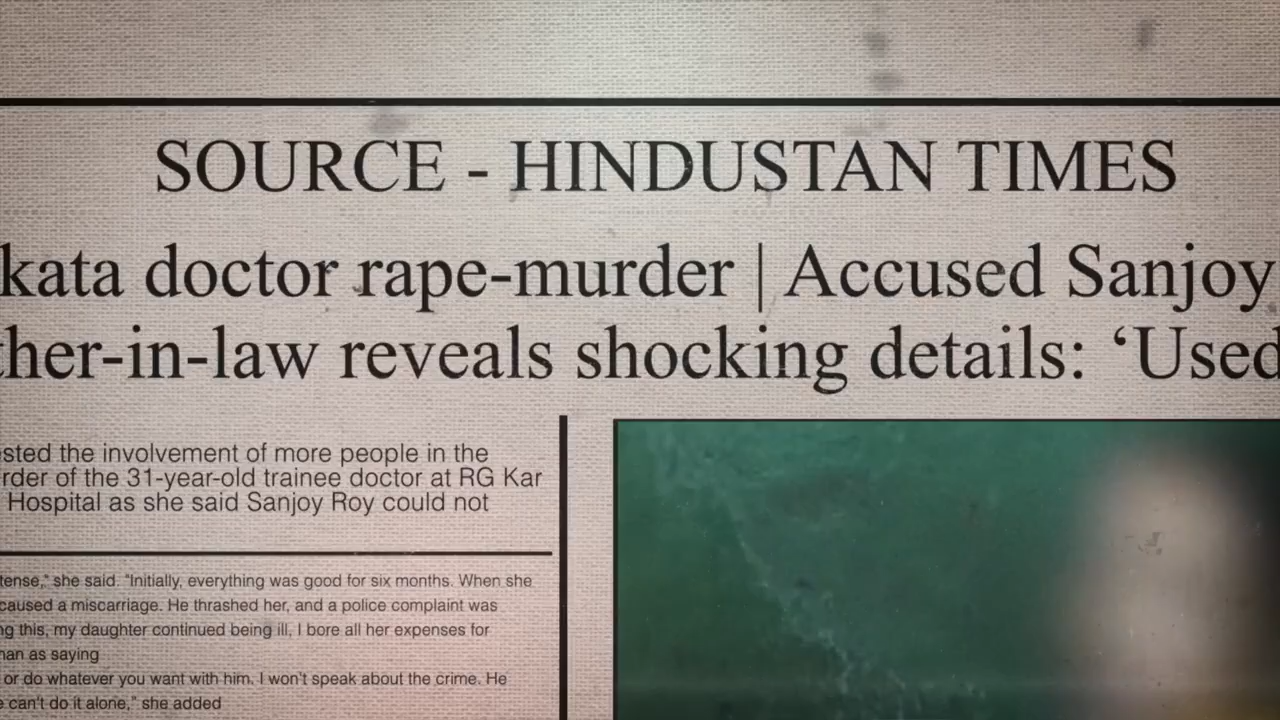 SOURCE - HINDUSTAN TIMES
kata doctor rape-murder | Accused Sanjoy
ther-in-law reveals shocking details: ‘Used
sted the involvement of more people in the
rder of the 31-year-old trainee doctor at RG Kar
Hospital as she said Sanjoy Roy could not
tense," she said. "Initially, everything was good for six months. When she
caused a miscarriage. He thrashed her, and a police complaint was
ng this, my daughter continued being ill, I bore all her expenses for
man as saying
or do whatever you want with him. I won't speak about the crime. He
e can't do it alone," she added